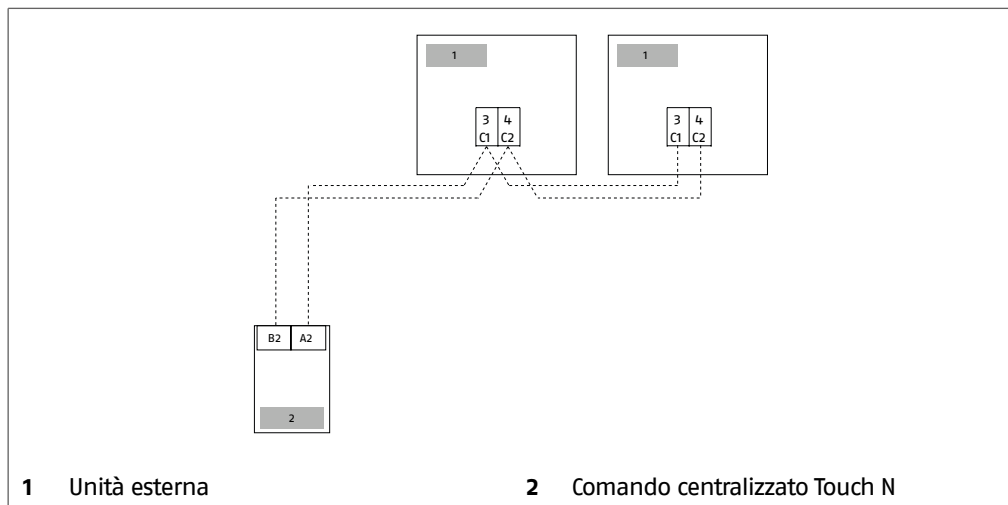 1 1
3 4 3 4
C1 C2 C1 C2
B2 A2
2
1 Unità esterna 2 Comando centralizzato Touch N